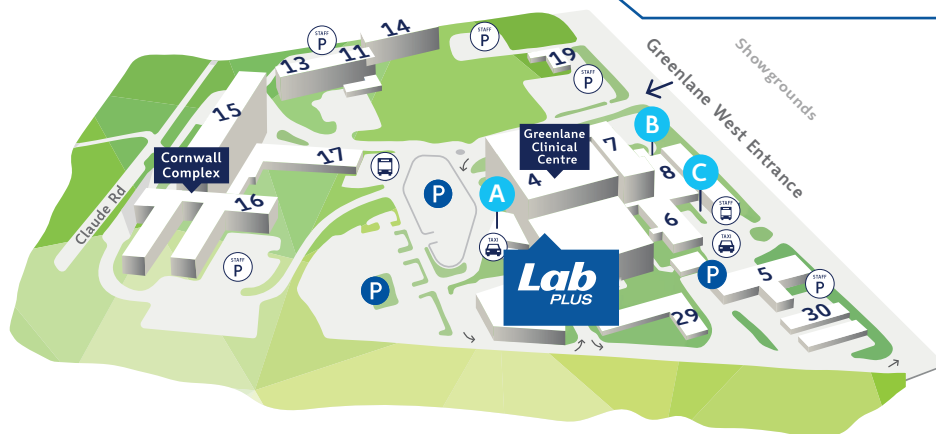 14
STAFF
P
STAFF
P
13
11
19
STAFF
P
Greenlane West Entrance
Showgrounds
15
B
Greenlane
Clinical
Centre
7
Cornwall
Complex
17
8
C
4
A
P
Claude Rd
16
6
STAFF
TAXI
TAXI
STAFF
P
P
Lab
PLUS
P
5
STAFF
P
29
30